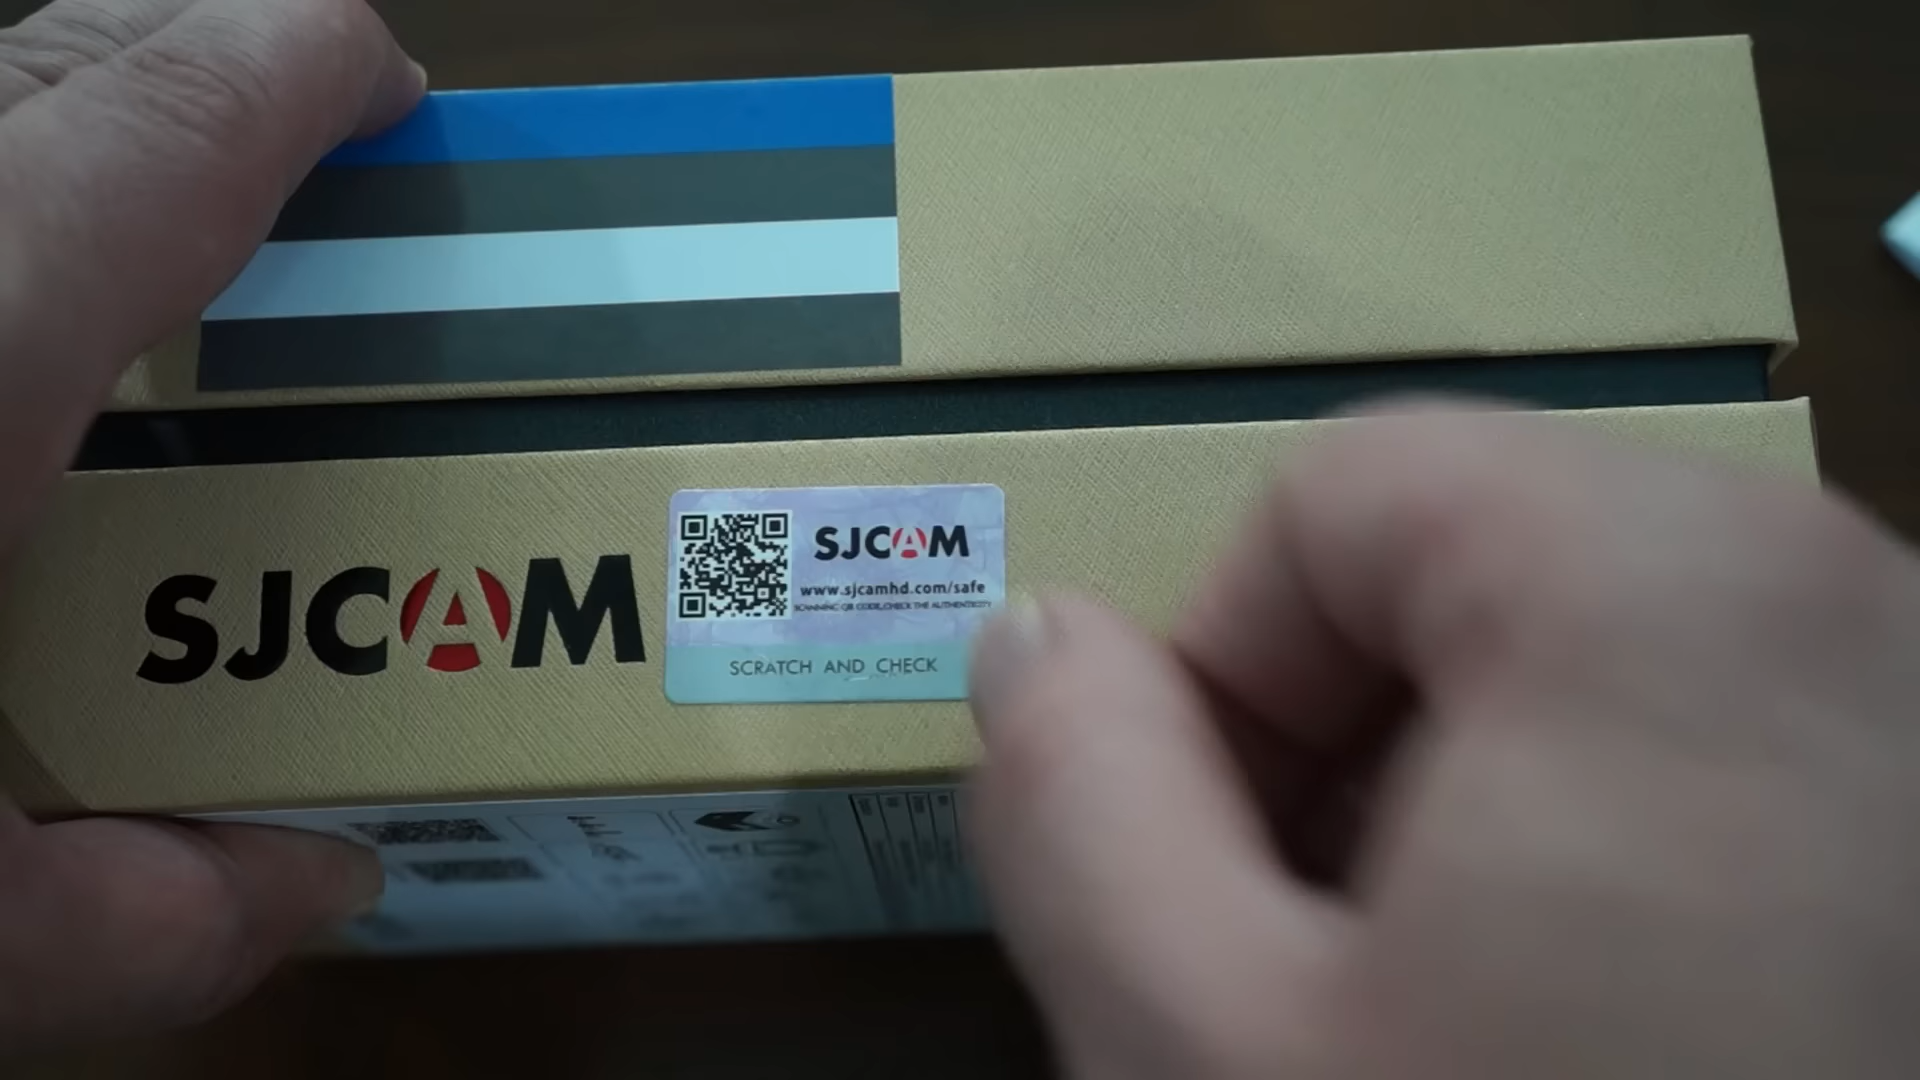 SJCAM
SJCAM
www.sjcamhd.com/safe
SCANNING QR CODE,CHECK THE AUTHENTICITY
SCRATCH AND CHECK